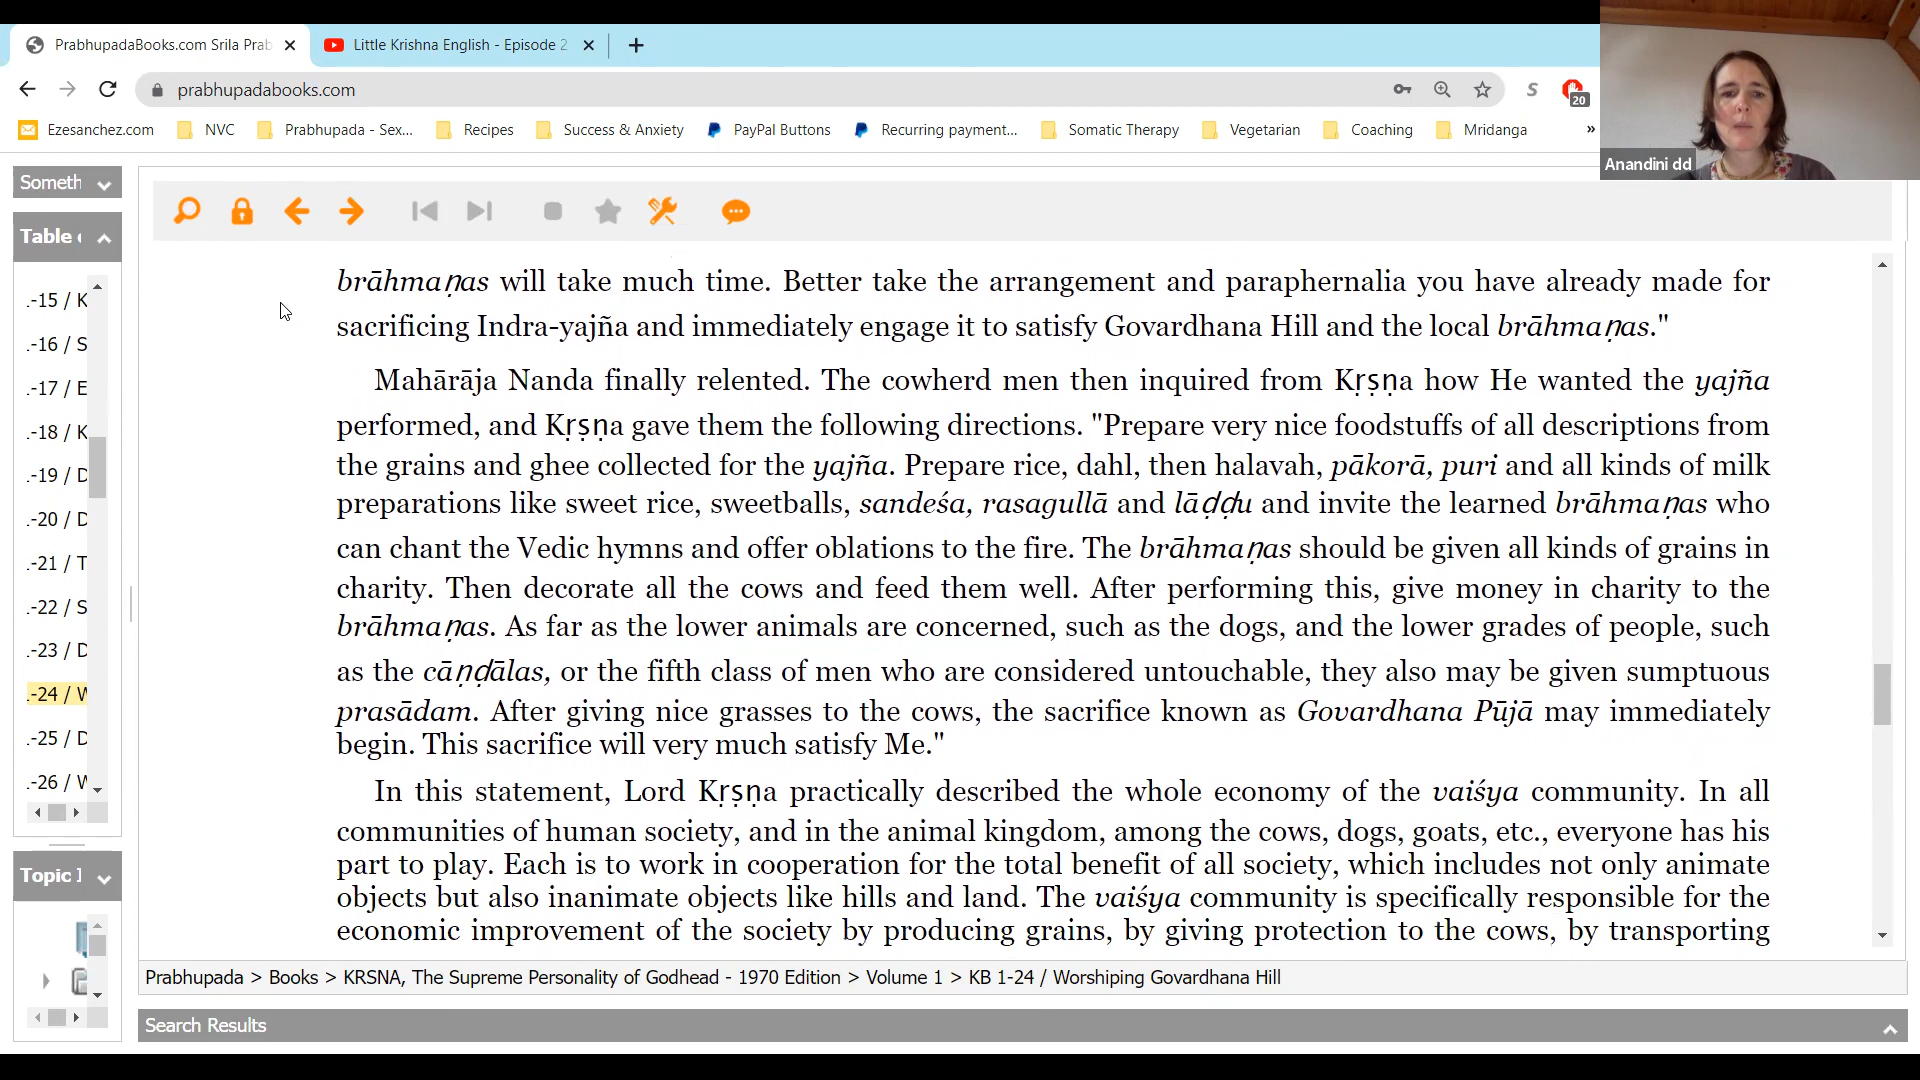 PrabhupadaBooks.com Srila Prab
Little Krishna English - Episode 2
prabhupadabooks.com
20
Ezesanchez.com
NVC
Prabhupada - Sex...
Recipes
Success & Anxiety
PayPal Buttons
Recurring payment...
Somatic Therapy
Vegetarian
Coaching
Mridanga
»
Anandini dd
Someth
Table
.-15 / K
.-16 / S
.-17 / E
.-18 / K
.-19 / D
.-20 / D
.-21 / T
.-22 / S
.-23 / D
.-24 / W
.-25 / D
.-26 / W
Topic I
brāhmaṇas will take much time. Better take the arrangement and paraphernalia you have already made for
sacrificing Indra-yajña and immediately engage it to satisfy Govardhana Hill and the local brāhmaṇas."
Mahārāja Nanda finally relented. The cowherd men then inquired from Kṛṣṇa how He wanted the yajña
performed, and Kṛṣṇa gave them the following directions. "Prepare very nice foodstuffs of all descriptions from
the grains and ghee collected for the yajña. Prepare rice, dahl, then halavah, pākorā, puri and all kinds of milk
preparations like sweet rice, sweetballs, sandeśa, rasagullā and lāḍḍu and invite the learned brāhmaṇas who
can chant the Vedic hymns and offer oblations to the fire. The brāhmaṇas should be given all kinds of grains in
charity. Then decorate all the cows and feed them well. After performing this, give money in charity to the
brāhmaṇas. As far as the lower animals are concerned, such as the dogs, and the lower grades of people, such
as the cāṇḍālas, or the fifth class of men who are considered untouchable, they also may be given sumptuous
prasādam. After giving nice grasses to the cows, the sacrifice known as Govardhana Pūjā may immediately
begin. This sacrifice will very much satisfy Me."
In this statement, Lord Kṛṣṇa practically described the whole economy of the vaiśya community. In all
communities of human society, and in the animal kingdom, among the cows, dogs, goats, etc., everyone has his
part to play. Each is to work in cooperation for the total benefit of all society, which includes not only animate
objects but also inanimate objects like hills and land. The vaiśya community is specifically responsible for the
economic improvement of the society by producing grains, by giving protection to the cows, by transporting
Prabhupada > Books > KRSNA, The Supreme Personality of Godhead - 1970 Edition > Volume 1 > KB 1-24 / Worshiping Govardhana Hill
Search Results